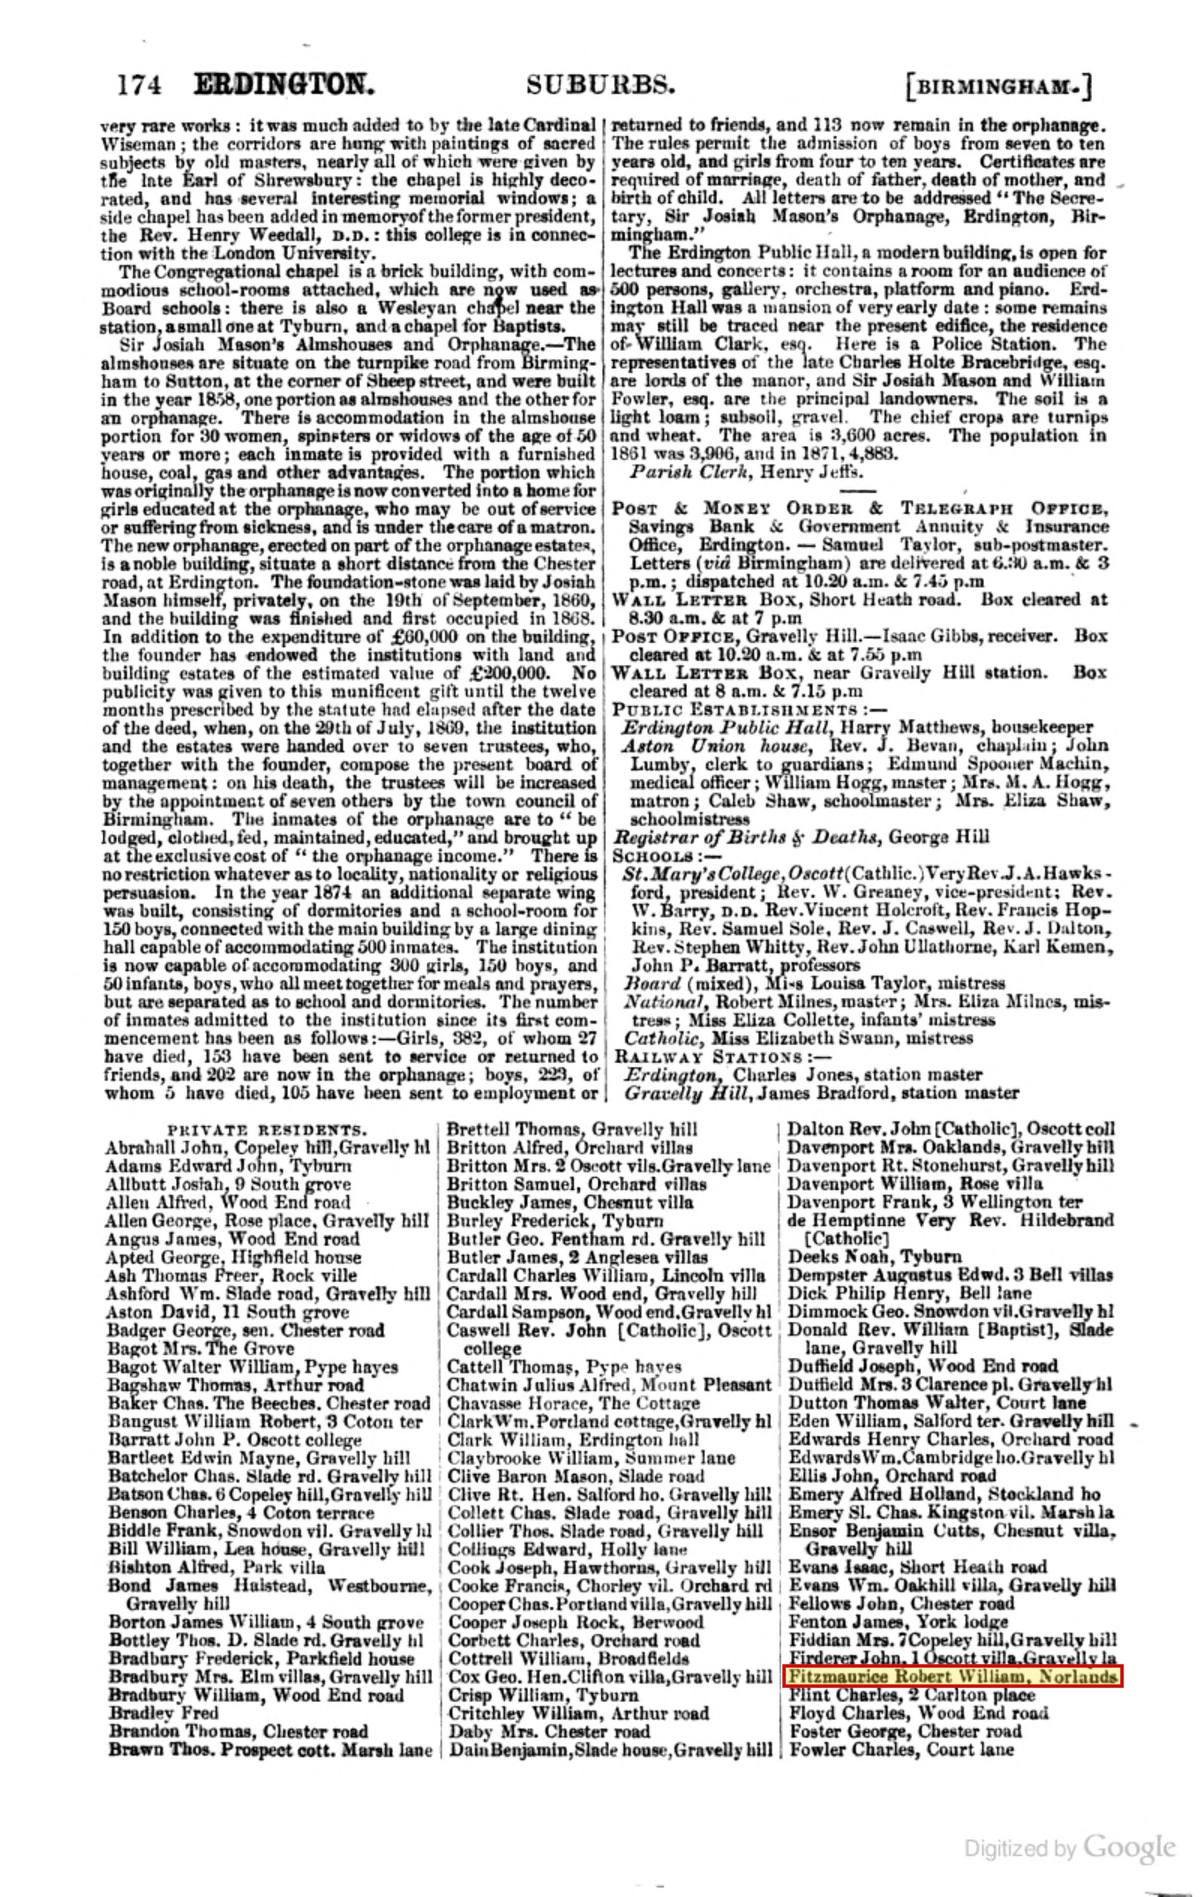 174 ERDINGTON. SUBURBS. [BIRMINGHAM.]
very rare works: it was much added to by the late Cardinal
Wiseman; the corridors are hung with paintings of sacred
subjects by old masters, nearly all of which were given by
the late Earl of Shrewsbury: the chapel is highly deco-
rated, and has several interesting memorial windows; a
side chapel has been added in memory of the former president,
the Rev. Henry Weedall, D.D.: this college is in connec-
tion with the London University.
The Congregational chapel is a brick building, with com-
modious school-rooms attached, which are now used as
Board schools: there is also a Wesleyan chapel near the
station, a small one at Tyburn, and a chapel for Baptists.
Sir Josiah Mason's Almshouses and Orphanage.—The
almshouses are situate on the turnpike road from Birming-
ham to Sutton, at the corner of Sheep street, and were built
in the year 1858, one portion as almshouses and the other for
an orphanage. There is accommodation in the almshouse
portion for 30 women, spinsters or widows of the age of 50
years or more; each inmate is provided with a furnished
house, coal, gas and other advantages. The portion which
was originally the orphanage is now converted into a home for
girls educated at the orphanage, who may be out of service
or suffering from sickness, and is under the care of a matron.
The new orphanage, erected on part of the orphanage estates,
is a noble building, situate a short distance from the Chester
road, at Erdington. The foundation-stone was laid by Josiah
Mason himself, privately, on the 19th of September, 1860,
and the building was finished and first occupied in 1868.
In addition to the expenditure of £60,000 on the building,
the founder has endowed the institutions with land and
building estates of the estimated value of £200,000. No
publicity was given to this munificent gift until the twelve
months prescribed by the statute had elapsed after the date
of the deed, when, on the 29th of July, 1869, the institution
and the estates were handed over to seven trustees, who,
together with the founder, compose the present board of
management: on his death, the trustees will be increased
by the appointment of seven others by the town council of
Birmingham. The inmates of the orphanage are to "be
lodged, clothed, fed, maintained, educated," and brought up
at the exclusive cost of "the orphanage income." There is
no restriction whatever as to locality, nationality or religious
persuasion. In the year 1874 an additional separate wing
was built, consisting of dormitories and a school-room for
150 boys, connected with the main building by a large dining
hall capable of accommodating 500 inmates. The institution
is now capable of accommodating 300 girls, 150 boys, and
50 infants, boys, who all meet together for meals and prayers,
but are separated as to school and dormitories. The number
of inmates admitted to the institution since its first com-
mencement has been as follows:—Girls, 382, of whom 27
have died, 153 have been sent to service or returned to
friends, and 202 are now in the orphanage; boys, 223, of
whom 5 have died, 105 have been sent to employment or
returned to friends, and 113 now remain in the orphanage.
The rules permit the admission of boys from seven to ten
years old, and girls from four to ten years. Certificates are
required of marriage, death of father, death of mother, and
birth of child. All letters are to be addressed "The Secre-
tary, Sir Josiah Mason's Orphanage, Erdington, Bir-
mingham."
The Erdington Public Hall, a modern building, is open for
lectures and concerts: it contains a room for an audience of
500 persons, gallery, orchestra, platform and piano. Erd-
ington Hall was a mansion of very early date: some remains
may still be traced near the present edifice, the residence
of William Clark, esq. Here is a Police Station. The
representatives of the late Charles Holte Bracebridge, esq.
are lords of the manor, and Sir Josiah Mason and William
Fowler, esq. are the principal landowners. The soil is a
light loam; subsoil, gravel. The chief crops are turnips
and wheat. The area is 3,600 acres. The population in
1861 was 3,906, and in 1871, 4,883.
Parish Clerk, Henry Jeffs.
POST & MONEY ORDER & TELEGRAPH OFFICE,
Savings Bank & Government Annuity & Insurance
Office, Erdington. — Samuel Taylor, sub-postmaster.
Letters (viâ Birmingham) are delivered at 6.30 a.m. & 3
p.m.; dispatched at 10.20 a.m. & 7.45 p.m
WALL LETTER BOX, Short Heath road. Box cleared at
8.30 a.m. & at 7 p.m
POST OFFICE, Gravelly Hill.—Isaac Gibbs, receiver. Box
cleared at 10.20 a.m. & at 7.55 p.m
WALL LETTER BOX, near Gravelly Hill station. Box
cleared at 8 a.m. & 7.15 p.m
PUBLIC ESTABLISHMENTS :—
Erdington Public Hall, Harry Matthews, housekeeper
Aston Union house, Rev. J. Bevan, chaplain; John
Lumby, clerk to guardians; Edmund Spooner Machin,
medical officer; William Hogg, master; Mrs. M. A. Hogg,
matron; Caleb Shaw, schoolmaster; Mrs. Eliza Shaw,
schoolmistress
Registrar of Births & Deaths, George Hill
SCHOOLS :—
St. Mary's College, Oscott (Cathlic.) Very Rev. J. A. Hawks-
ford, president; Rev. W. Greaney, vice-president; Rev.
W. Barry, D.D. Rev. Vincent Holcroft, Rev. Francis Hop-
kins, Rev. Samuel Sole, Rev. J. Caswell, Rev. J. Dalton,
Rev. Stephen Whitty, Rev. John Ullathorne, Karl Kemen,
John P. Barratt, professors
Board (mixed), Miss Louisa Taylor, mistress
National, Robert Milnes, master; Mrs. Eliza Milnes, mis-
tress; Miss Eliza Collette, infants' mistress
Catholic, Miss Elizabeth Swann, mistress
RAILWAY STATIONS :—
Erdington, Charles Jones, station master
Gravelly Hill, James Bradford, station master
PRIVATE RESIDENTS.
Abrahall John, Copeley hill, Gravelly hl
Adams Edward John, Tyburn
Allbutt Josiah, 9 South grove
Allen Alfred, Wood End road
Allen George, Rose place, Gravelly hill
Angus James, Wood End road
Apted George, Highfield house
Ash Thomas Freer, Rock ville
Ashford Wm. Slade road, Gravelly hill
Aston David, 11 South grove
Badger George, sen. Chester road
Bagot Mrs. The Grove
Bagot Walter William, Pype hayes
Bagshaw Thomas, Arthur road
Baker Chas. The Beeches, Chester road
Bangust William Robert, 3 Coton ter
Barratt John P. Oscott college
Bartleet Edwin Mayne, Gravelly hill
Batchelor Chas. Slade rd. Gravelly hill
Batson Chas. 6 Copeley hill, Gravelly hill
Benson Charles, 4 Coton terrace
Biddle Frank, Snowdon vil. Gravelly hl
Bill William, Lea house, Gravelly hill
Bishton Alfred, Park villa
Bond James Halstead, Westbourne,
Gravelly hill
Borton James William, 4 South grove
Bottley Thos. D. Slade rd. Gravelly hl
Bradbury Frederick, Parkfield house
Bradbury Mrs. Elm villas, Gravelly hill
Bradbury William, Wood End road
Bradley Fred
Brandon Thomas, Chester road
Brawn Thos. Prospect cott. Marsh lane
Brettell Thomas, Gravelly hill
Britton Alfred, Orchard villas
Britton Mrs. 2 Oscott vils. Gravelly lane
Britton Samuel, Orchard villas
Buckley James, Chesnut villa
Burley Frederick, Tyburn
Butler Geo. Fentham rd. Gravelly hill
Butler James, 2 Anglesea villas
Cardall Charles William, Lincoln villa
Cardall Mrs. Wood end, Gravelly hill
Cardall Sampson, Wood end. Gravelly hl
Caswell Rev. John [Catholic], Oscott
college
Cattell Thomas, Pype hayes
Chatwin Julius Alfred, Mount Pleasant
Chavasse Horace, The Cottage
Clark Wm. Portland cottage, Gravelly hl
Clark William, Erdington hall
Claybrooke William, Summer lane
Clive Baron Mason, Slade road
Clive Rt. Hen. Salford ho. Gravelly hill
Collett Chas. Slade road, Gravelly hill
Collier Thos. Slade road, Gravelly hill
Collings Edward, Holly lane
Cook Joseph, Hawthorns, Gravelly hill
Cooke Francis, Chorley vil. Orchard rd
Cooper Chas. Portland villa, Gravelly hill
Cooper Joseph Rock, Berwood
Corbett Charles, Orchard road
Cottrell William, Broadfields
Cox Geo. Hen. Clifton villa, Gravelly hill
Crisp William, Tyburn
Critchley William, Arthur road
Daby Mrs. Chester road
Dain Benjamin, Slade house, Gravelly hill
Dalton Rev. John [Catholic], Oscott coll
Davenport Mrs. Oaklands, Gravelly hill
Davenport Rt. Stonehurst, Gravelly hill
Davenport William, Rose villa
Davenport Frank, 3 Wellington ter
de Hemptinne Very Rev. Hildebrand
[Catholic]
Deeks Noah, Tyburn
Dempster Augustus Edwd. 3 Bell villas
Dick Philip Henry, Bell lane
Dimmock Geo. Snowdon vil. Gravelly hl
Donald Rev. William [Baptist], Slade
lane, Gravelly hill
Duffield Joseph, Wood End road
Duffield Mrs. 3 Clarence pl. Gravelly hl
Dutton Thomas Walter, Court lane
Eden William, Salford ter. Gravelly hill
Edwards Henry Charles, Orchard road
Edwards Wm. Cambridge ho. Gravelly hl
Ellis John, Orchard road
Emery Alfred Holland, Stockland ho
Emery Sl. Chas. Kingston vil. Marsh la
Ensor Benjamin Cutts, Chesnut villa,
Gravelly hill
Evans Isaac, Short Heath road
Evans Wm. Oakhill villa, Gravelly hill
Fellows John, Chester road
Fenton James, York lodge
Fiddian Mrs. 7 Copeley hill, Gravelly hill
Firderer John, 1 Oscott villa, Gravelly la
Fitzmaurice Robert William, Norlands
Flint Charles, 2 Carlton place
Floyd Charles, Wood End road
Foster George, Chester road
Fowler Charles, Court lane
Digitized by Google